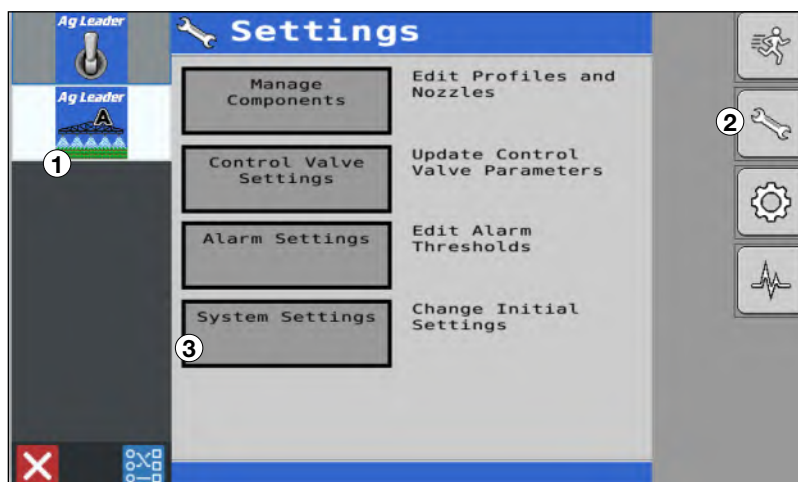 Ag Leader
Settings
Ag Leader
A
1
2
Manage
Components
Edit Profiles and
Nozzles
Control Valve
Settings
Update Control
Valve Parameters
Alarm Settings
Edit Alarm
Thresholds
System Settings
Change Initial
Settings
3